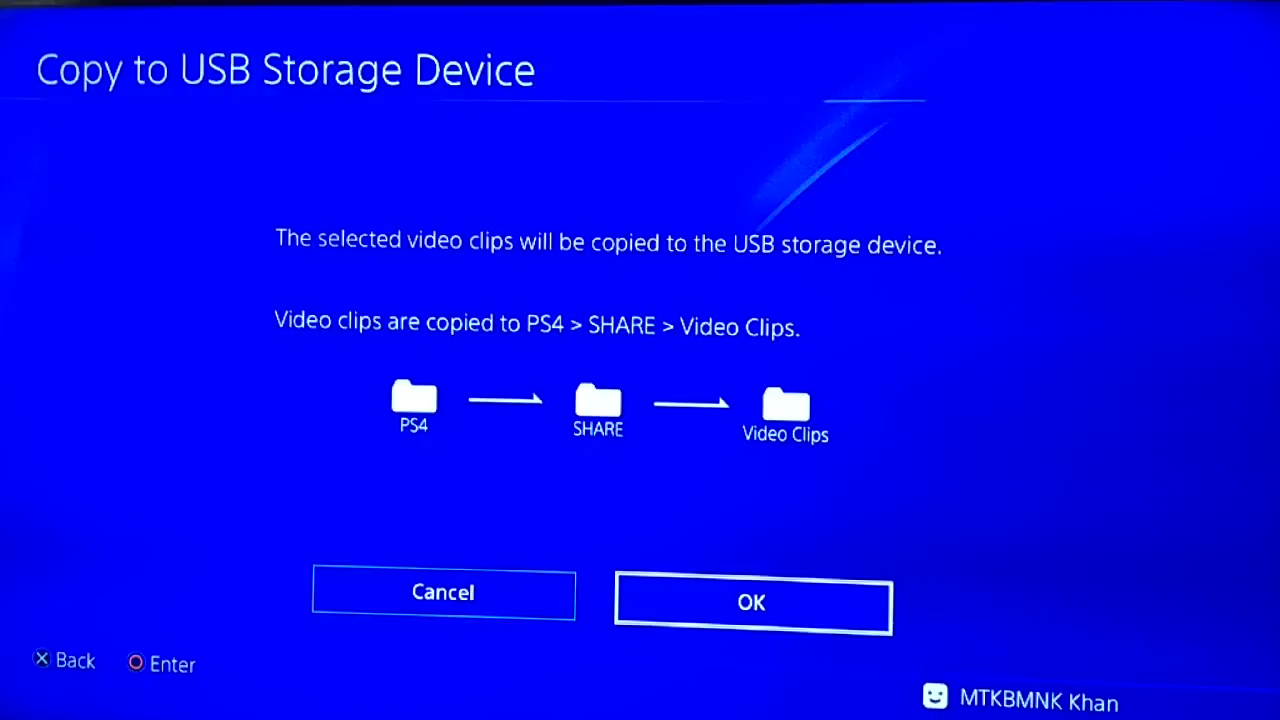 Copy to USB Storage Device
The selected video clips will be copied to the USB storage device.
Video clips are copied to PS4 > SHARE > Video Clips.
PS4
SHARE
Video Clips
Cancel
OK
Back
Enter
MTKBMNK Khan